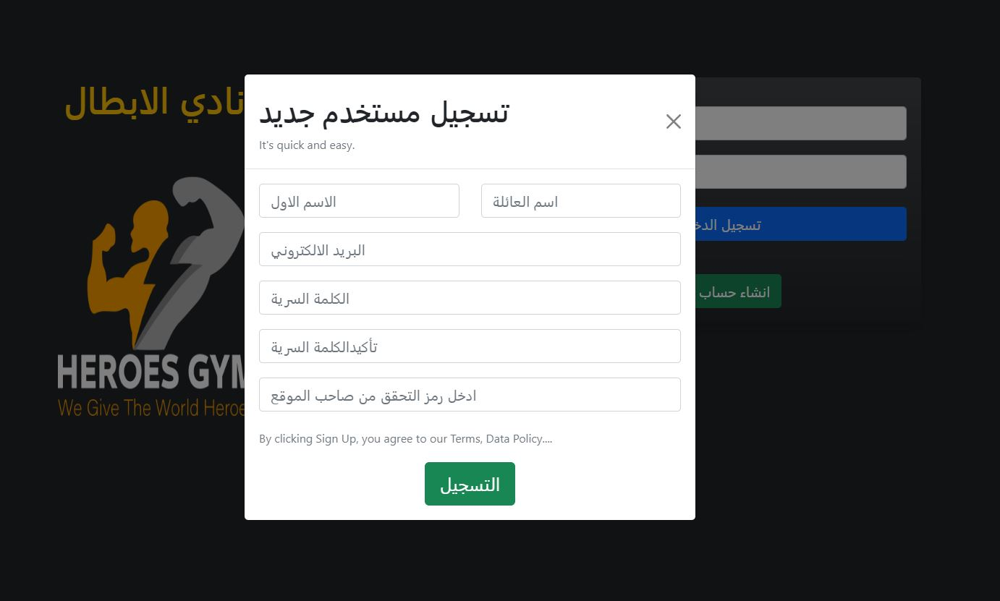 نادي الابطال
HEROES GYM
We Give The World Heroe
تسجيل مستخدم جديد
It's quick and easy.
الاسم الاول
اسم العائلة
البريد الالكتروني
الكلمة السرية
تأكيدالكلمة السرية
ادخل رمز التحقق من صاحب الموقع
By clicking Sign Up, you agree to our Terms, Data Policy....
التسجيل
تسجيل الدخ
انشاء حساب